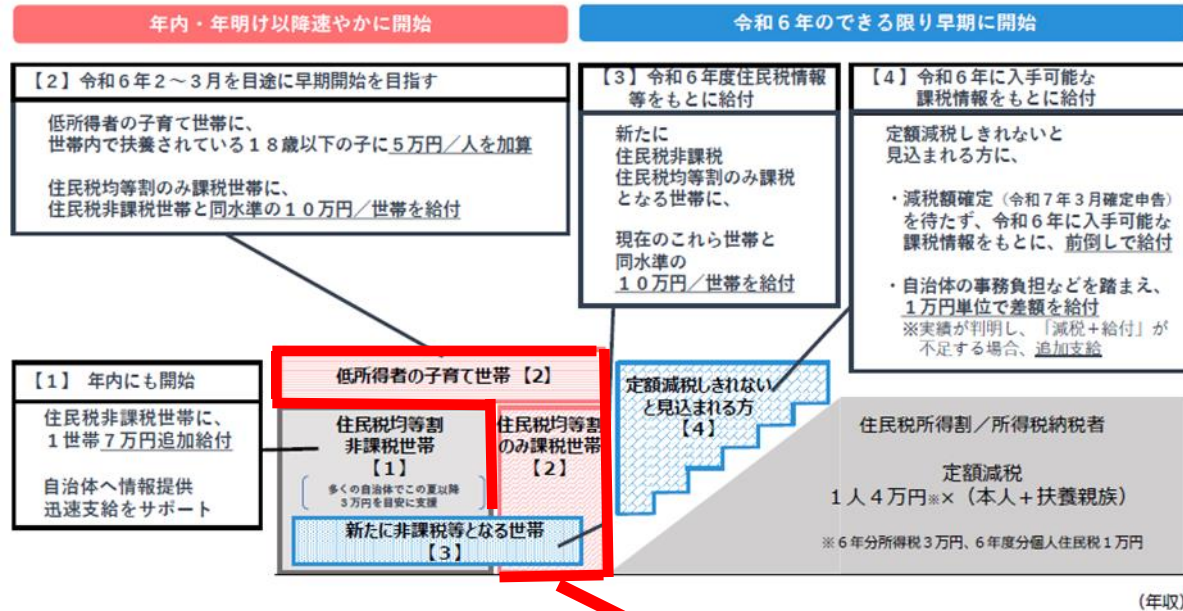 年内・年明け以降速やかに開始
令和６年のできる限り早期に開始
【２】令和６年２～３月を目途に早期開始を目指す
低所得者の子育て世帯に、
世帯内で扶養されている１８歳以下の子に５万円／人を加算
住民税均等割のみ課税世帯に、
住民税非課税世帯と同水準の１０万円／世帯を給付
【３】令和６年度住民税情報
等をもとに給付
新たに
住民税非課税
住民税均等割のみ課税
となる世帯に、
現在のこれら世帯と
同水準の
１０万円／世帯を給付
【４】令和６年に入手可能な
課税情報をもとに給付
定額減税しきれないと
見込まれる方に、
・減税額確定（令和７年３月確定申告）
を待たず、令和６年に入手可能な
課税情報をもとに、前倒しで給付
・自治体の事務負担などを踏まえ、
１万円単位で差額を給付
※実績が判明し、「減税＋給付」が
不足する場合、追加支給
【１】 年内にも開始
住民税非課税世帯に、
１世帯７万円追加給付
自治体へ情報提供
迅速支給をサポート
低所得者の子育て世帯【２】
住民税均等割
非課税世帯
【１】
多くの自治体でこの夏以降
３万円を目安に支援
住民税均等割
のみ課税世帯
【２】
新たに非課税等となる世帯
【３】
定額減税しきれない
と見込まれる方
【４】
住民税所得割／所得税納税者
定額減税
１人４万円※×（本人＋扶養親族）
※６年分所得税３万円、６年度分個人住民税１万円
(年収)